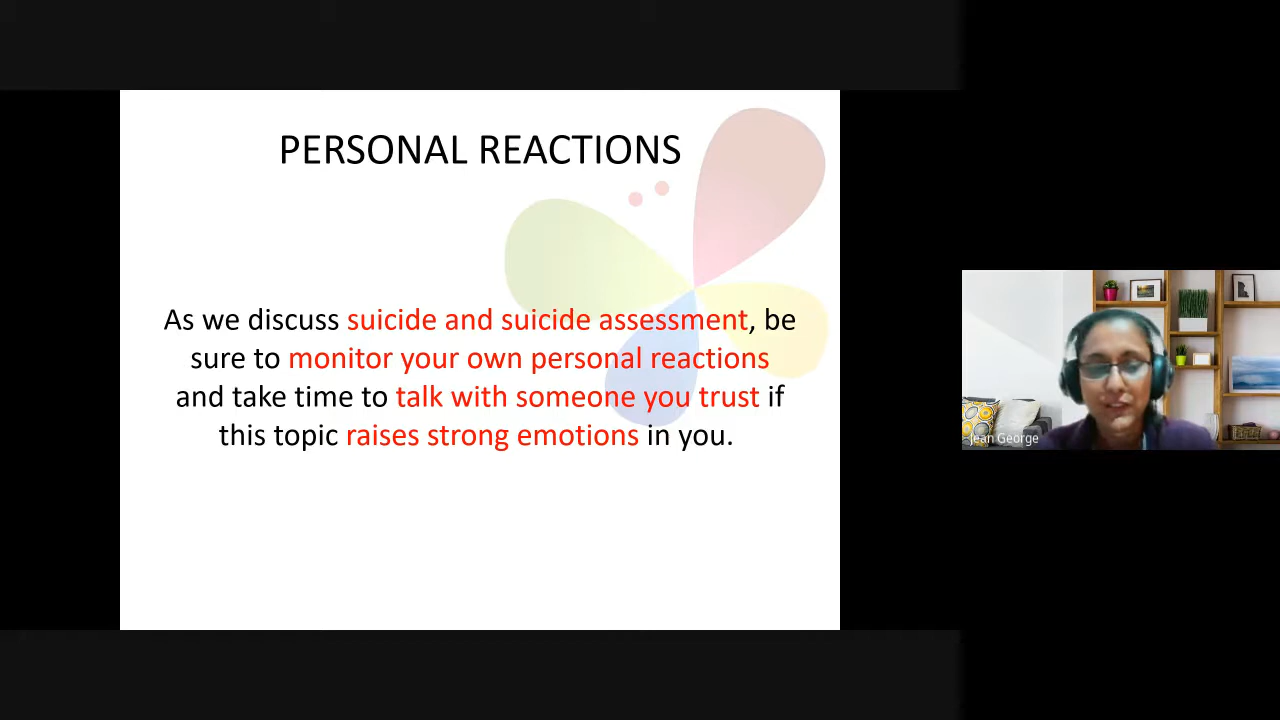 PERSONAL REACTIONS
As we discuss suicide and suicide assessment, be
sure to monitor your own personal reactions
and take time to talk with someone you trust if
this topic raises strong emotions in you.
Jean George